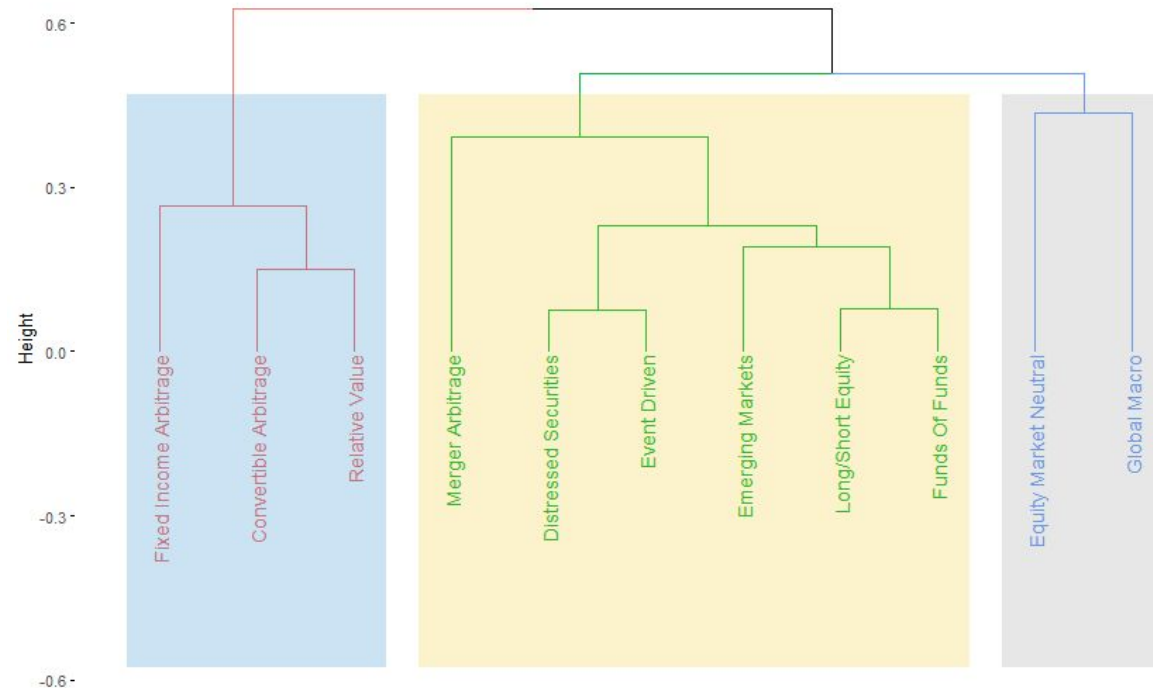 0.6
0.3
0.0
-0.3
-0.6
Height
Fixed Income Arbitrage
Convertible Arbitrage
Relative Value
Merger Arbitrage
Distressed Securities
Event Driven
Emerging Markets
Long/Short Equity
Funds Of Funds
Equity Market Neutral
Global Macro